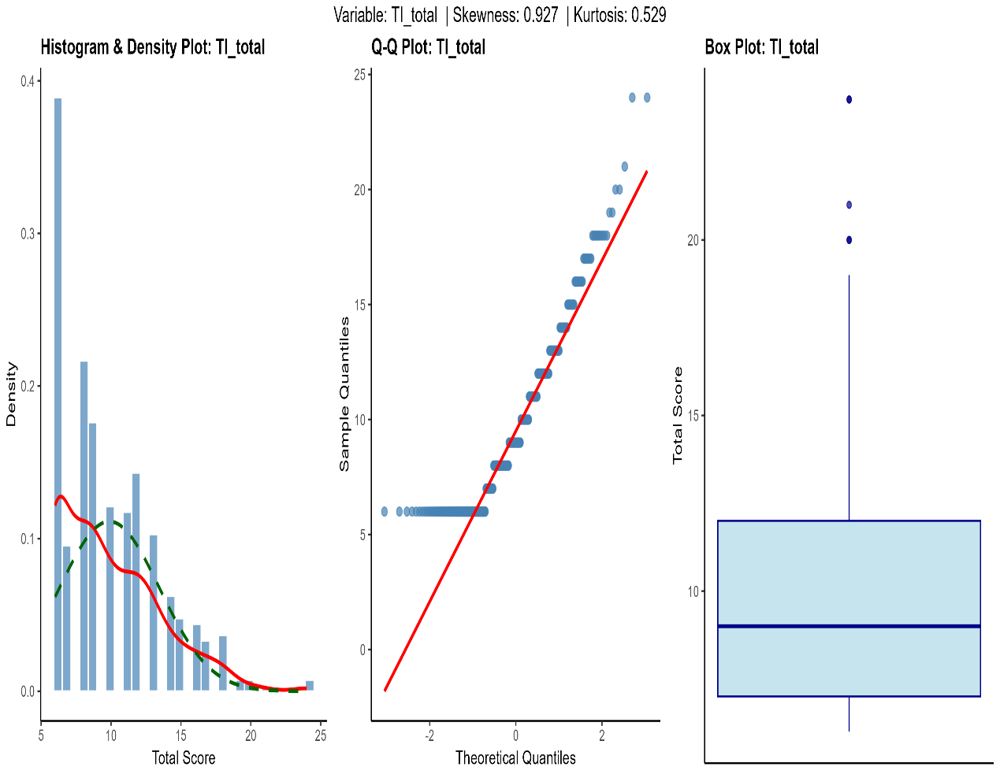 Variable: TI_total | Skewness: 0.927 | Kurtosis: 0.529
Histogram & Density Plot: TI_total
Density
0.4
0.3
0.2
0.1
0.0
5
10
15
20
25
Total Score
Q-Q Plot: TI_total
Sample Quantiles
25
20
15
10
5
0
-2
0
2
Theoretical Quantiles
Box Plot: TI_total
Total Score
20
15
10